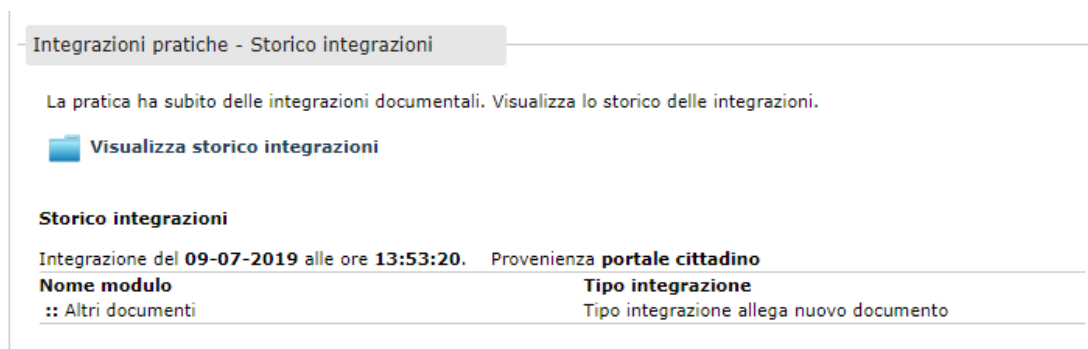 Integrazioni pratiche - Storico integrazioni
La pratica ha subito delle integrazioni documentali. Visualizza lo storico delle integrazioni.
Visualizza storico integrazioni
Storico integrazioni
Integrazione del 09-07-2019 alle ore 13:53:20. Provenienza portale cittadino
Nome modulo Tipo integrazione
:: Altri documenti Tipo integrazione allega nuovo documento